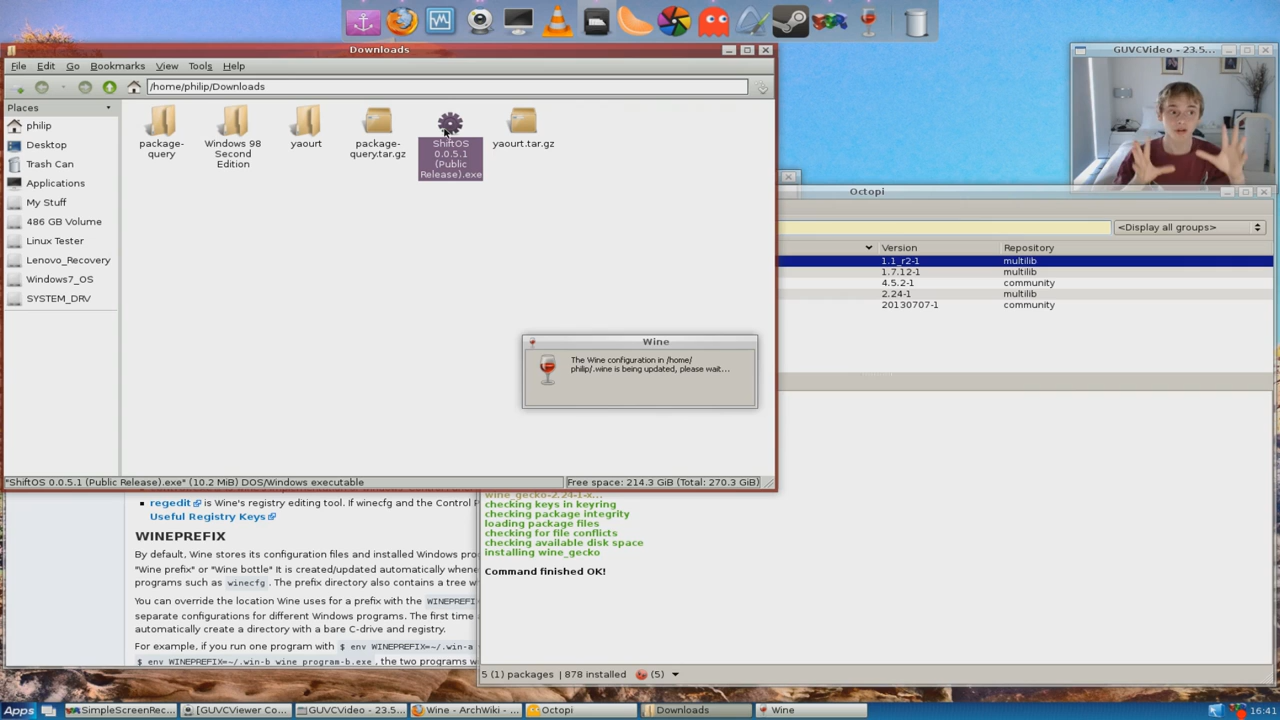 Downloads
File Edit Go Bookmarks View Tools Help
/home/philip/Downloads
Places
philip
Desktop
Trash Can
Applications
My Stuff
486 GB Volume
Linux Tester
Lenovo_Recovery
Windows7_OS
SYSTEM_DRV
package-
query
Windows 98
Second
Edition
yaourt
package-
query.tar.gz
ShiftOS
0.0.5.1
(Public
Release).exe
yaourt.tar.gz
"ShiftOS 0.0.5.1 (Public Release).exe" (10.2 MiB) DOS/Windows executable
Free space: 214.3 GiB (Total: 270.3 GiB)
GUVCVideo - 23.5...
Octopi
<Display all groups>
Version Repository
1.1_r2-1 multilib
1.7.12-1 multilib
4.5.2-1 community
2.24-1 multilib
20130707-1 community
Wine
The Wine configuration in /home/
philip/.wine is being updated, please wait...
regedit is Wine's registry editing tool. If winecfg and the Control P
Useful Registry Keys
WINEPREFIX
By default, Wine stores its configuration files and installed Windows pro
"Wine prefix" or "Wine bottle" It is created/updated automatically whene
programs such as winecfg . The prefix directory also contains a tree w
You can override the location Wine uses for a prefix with the WINEPREFI
separate configurations for different Windows programs. The first time
automatically create a directory with a bare C-drive and registry.
For example, if you run one program with $ env WINEPREFIX=~/.win-a
$ env WINEPREFIX=~/.win-b wine program-b.exe , the two programs w
wine_gecko-2.24-1-x...
checking keys in keyring
checking package integrity
loading package files
checking for file conflicts
checking available disk space
installing wine_gecko
Command finished OK!
5 (1) packages | 878 installed (5)
Apps
*SimpleScreenRec...
[GUVCViewer Co...
GUVCVideo - 23.5...
Wine - ArchWiki - ...
Octopi
Downloads
Wine
16:41